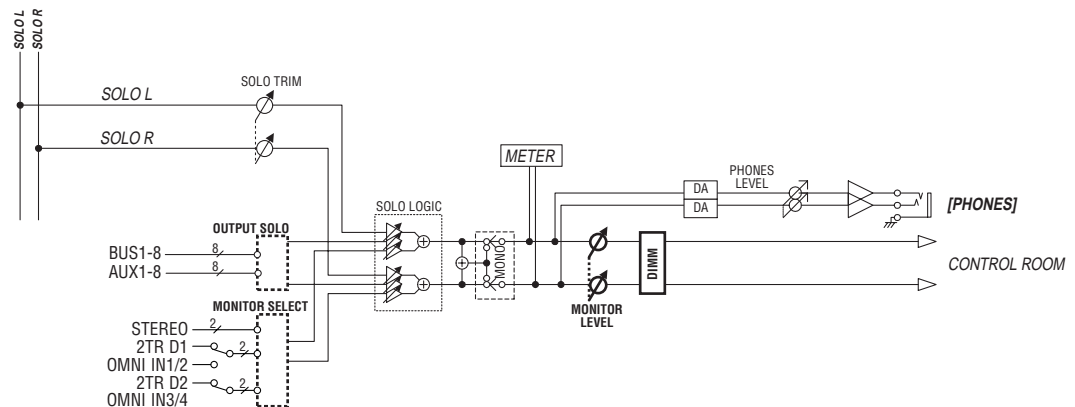 SOLO L
SOLO R
SOLO TRIM
SOLO L
SOLO R
METER
PHONES
LEVEL
DA
DA
[PHONES]
SOLO LOGIC
OUTPUT SOLO
BUS1-8
8
AUX1-8
8
MONO
DIMM
CONTROL ROOM
MONITOR
LEVEL
MONITOR SELECT
STEREO
2
2TR D1
2
OMNI IN1/2
2TR D2
2
OMNI IN3/4